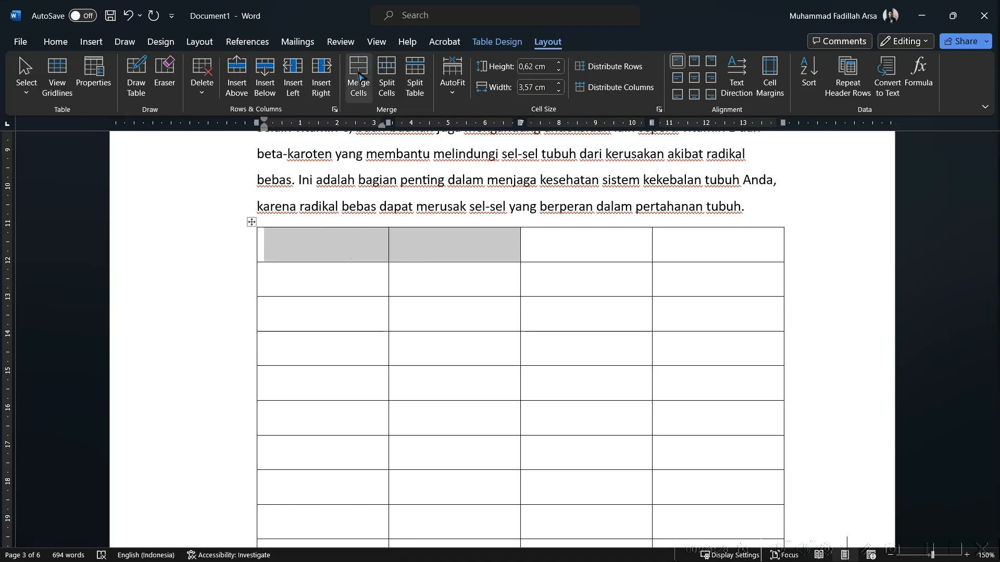 AutoSave Off Document1 - Word Search Muhammad Fadillah Arsa
File Home Insert Draw Design Layout References Mailings Review View Help Acrobat Table Design Layout Comments Editing Share
Select View Gridlines Properties Draw Table Eraser Delete Insert Above Insert Below Insert Left Insert Right Merge Cells Split Cells Split Table AutoFit Height: 0,62 cm Distribute Rows Text Direction Cell Margins Sort Repeat Header Rows Convert to Text Formula
Width: 3,57 cm Distribute Columns
Table Draw Rows & Columns Merge Cell Size Alignment Data
1 2 3 4 5 6 7 8 9 10 11 12 13
beta-karoten yang membantu melindungi sel-sel tubuh dari kerusakan akibat radikal
bebas. Ini adalah bagian penting dalam menjaga kesehatan sistem kekebalan tubuh Anda,
karena radikal bebas dapat merusak sel-sel yang berperan dalam pertahanan tubuh.
9
10
11
12
13
14
15
16
17
18
19
Page 3 of 6 694 words English (Indonesia) Accessibility: Investigate Display Settings Focus 150%